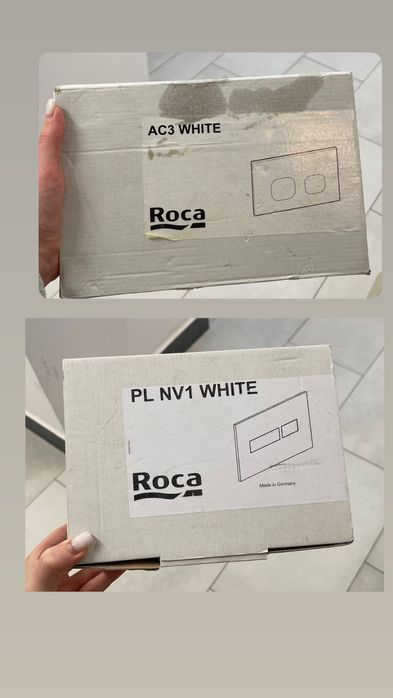 AC3 WHITE
Roca
PL NV1 WHITE
Roca
Made in Germany